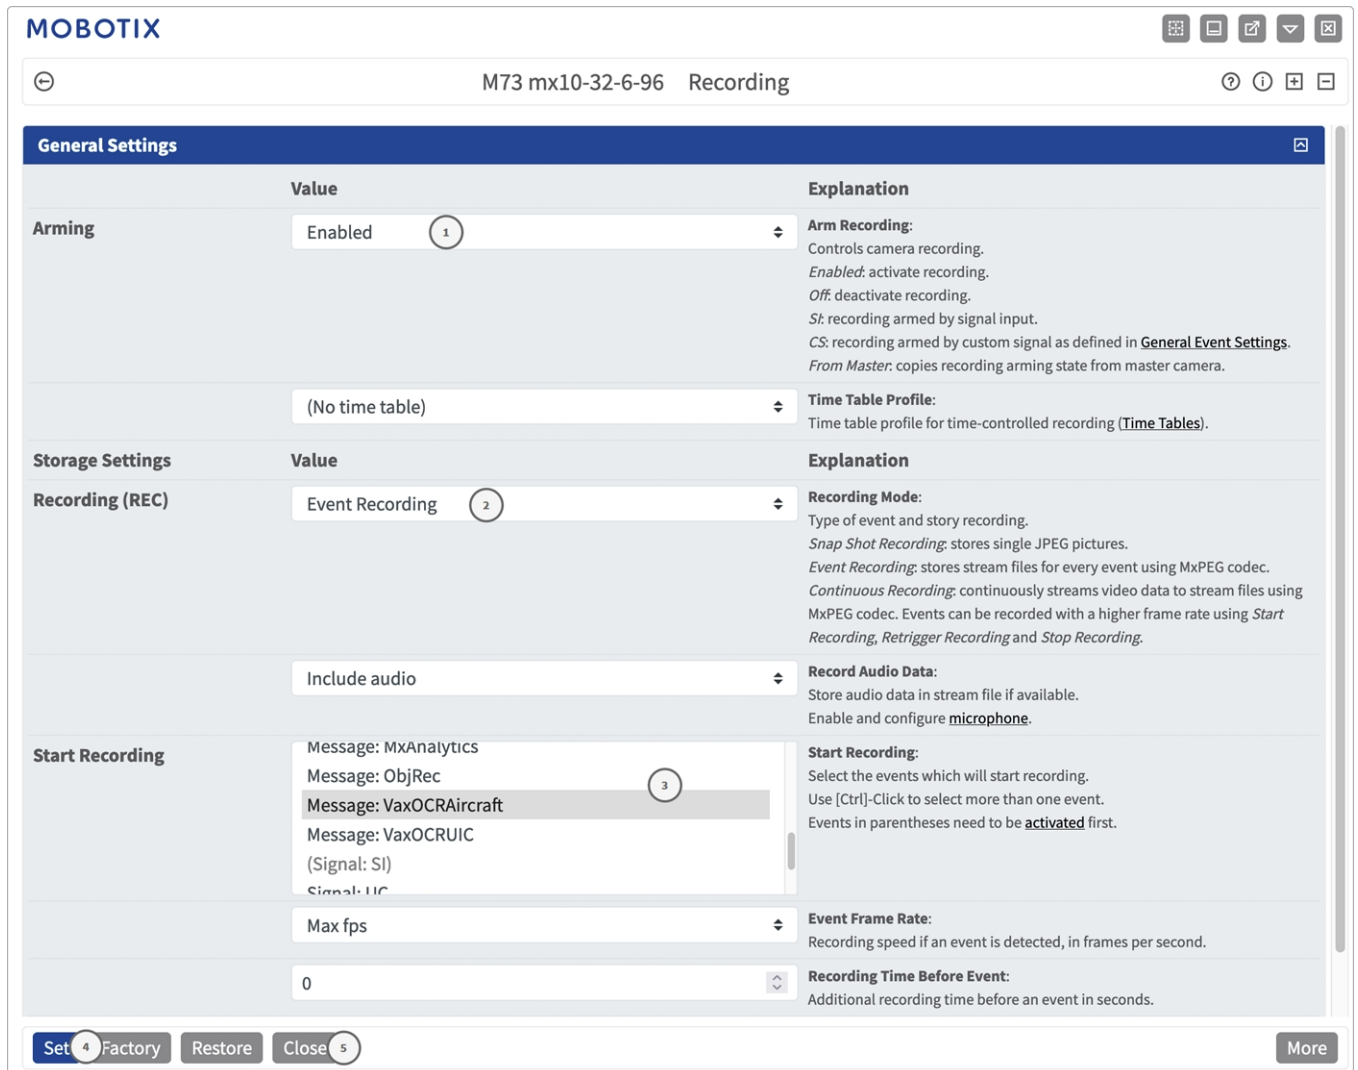 MOBOTIX
M73 mx10-32-6-96 Recording
General Settings
Value Explanation
Arming
Enabled 1
Arm Recording:
Controls camera recording.
Enabled: activate recording.
Off: deactivate recording.
SI: recording armed by signal input.
CS: recording armed by custom signal as defined in General Event Settings.
From Master: copies recording arming state from master camera.
(No time table)
Time Table Profile:
Time table profile for time-controlled recording (Time Tables).
Storage Settings Value Explanation
Recording (REC)
Event Recording 2
Recording Mode:
Type of event and story recording.
Snap Shot Recording: stores single JPEG pictures.
Event Recording: stores stream files for every event using MxPEG codec.
Continuous Recording: continuously streams video data to stream files using
MxPEG codec. Events can be recorded with a higher frame rate using Start
Recording, Retrigger Recording and Stop Recording.
Include audio
Record Audio Data:
Store audio data in stream file if available.
Enable and configure microphone.
Start Recording
Message: MxAnalytics
Message: ObjRec
3
Message: VaxOCRAircraft
Message: VaxOCRUIC
(Signal: SI)
Signal: UC
Start Recording:
Select the events which will start recording.
Use [Ctrl]-Click to select more than one event.
Events in parentheses need to be activated first.
Max fps
Event Frame Rate:
Recording speed if an event is detected, in frames per second.
0
Recording Time Before Event:
Additional recording time before an event in seconds.
Set 4 Factory Restore Close 5 More